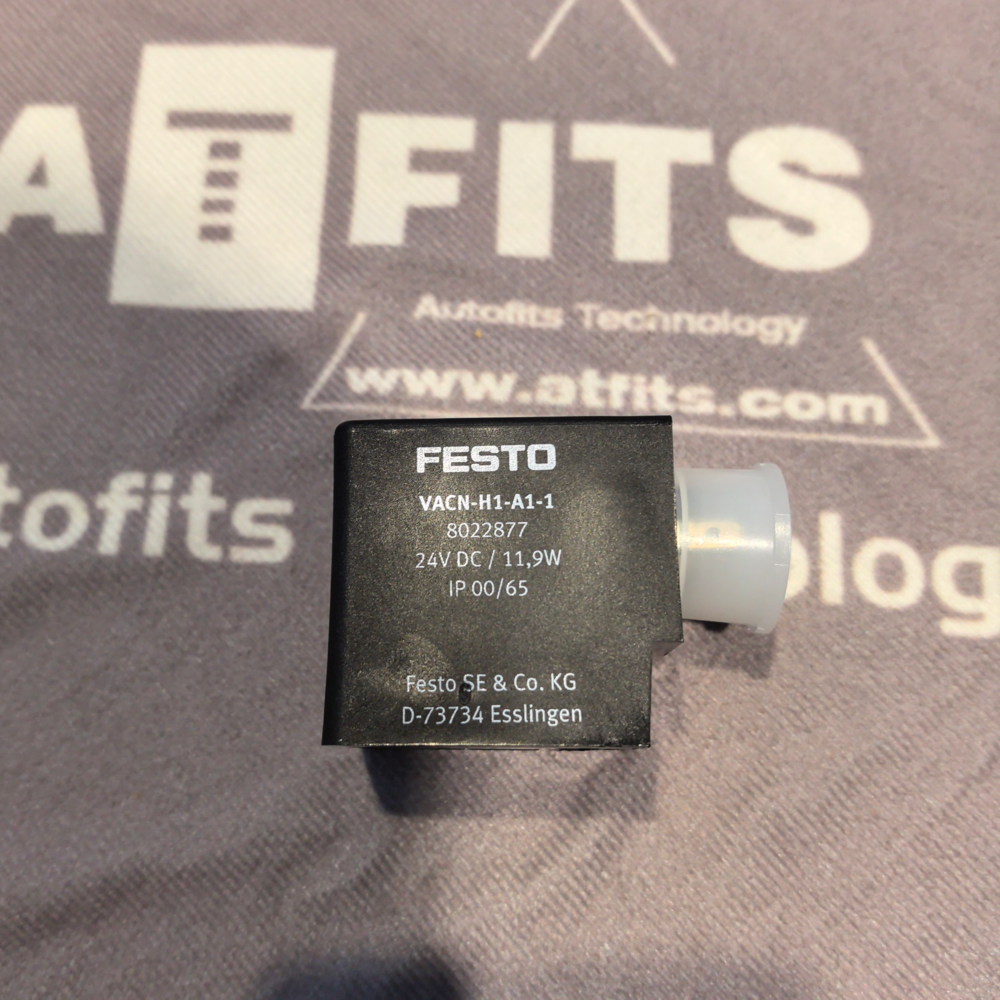 ATFITS
Autofits Technology
www.atfits.com
tofits
olog
FESTO
VACN-H1-A1-1
8022877
24V DC / 11,9W
IP 00/65
Festo SE & Co. KG
D-73734 Esslingen